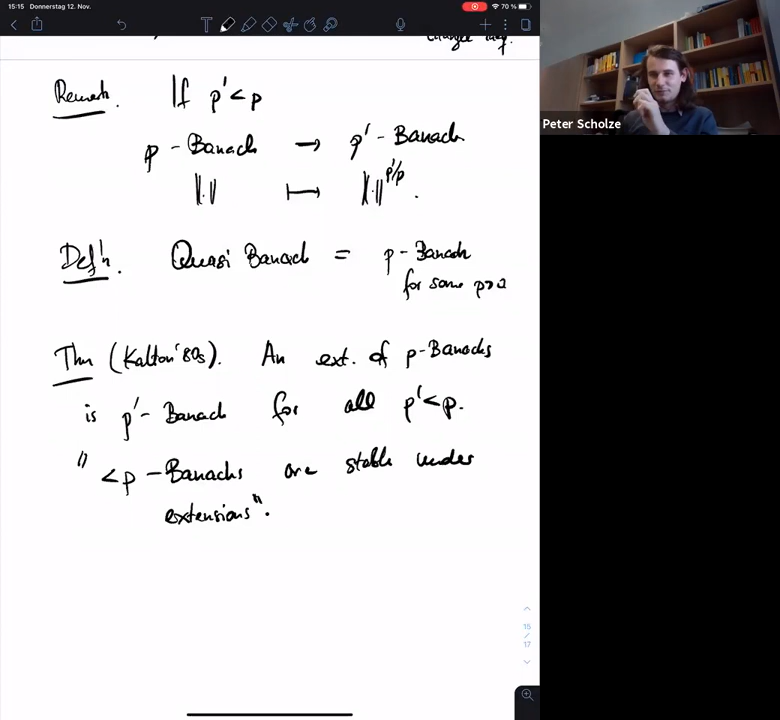 15:15 Donnerstag 12. Nov.
70 %
changes
Remark. If p' < p
p - Banach → p' - Banach
||·|| ↦ ||·||^{p'/p} .
Def'n. Quasi Banach = p - Banach
for some p>0
Thm (Kalton '80s). An ext. of p-Banachs
is p' - Banach for all p' < p.
" <p - Banachs are stable under
extensions".
Peter Scholze
15
/
17